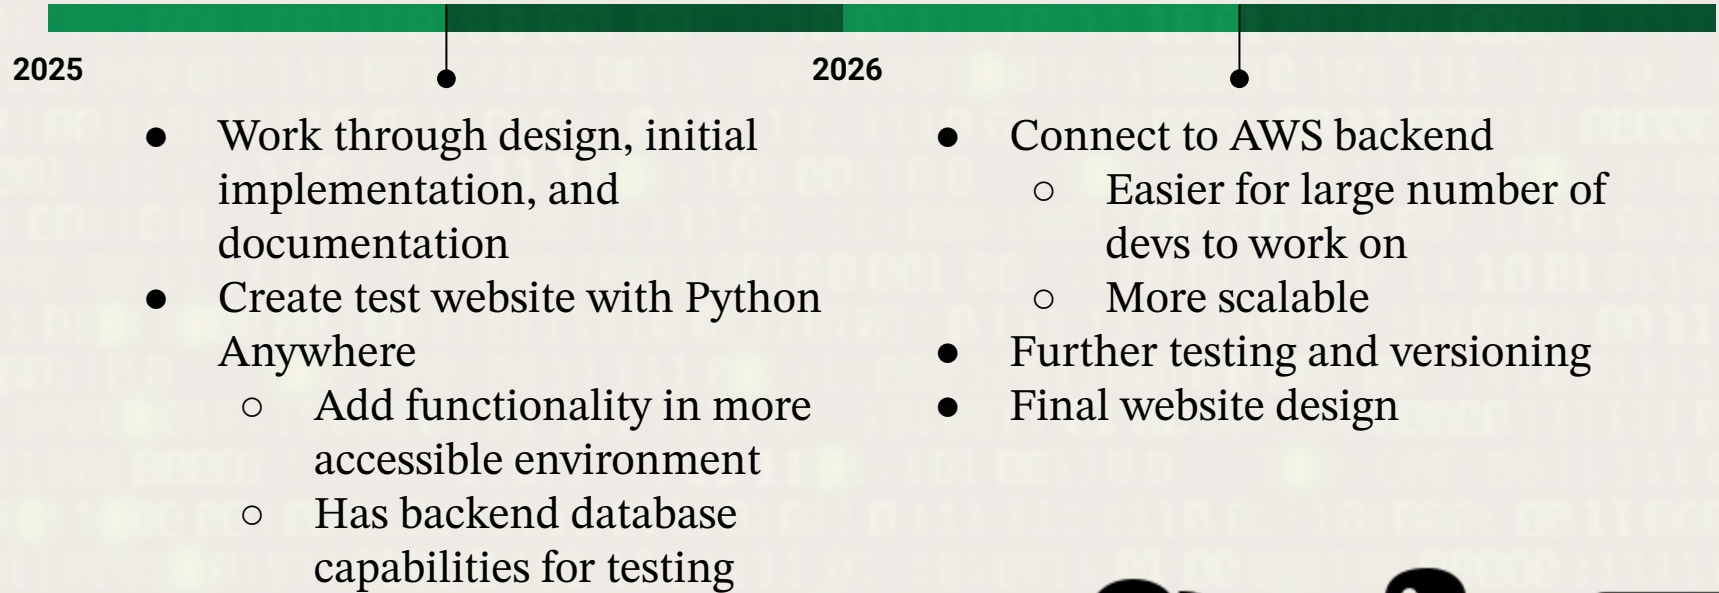 2025
2026
● Work through design, initial
implementation, and
documentation
● Create test website with Python
Anywhere
○ Add functionality in more
accessible environment
○ Has backend database
capabilities for testing
● Connect to AWS backend
○ Easier for large number of
devs to work on
○ More scalable
● Further testing and versioning
● Final website design